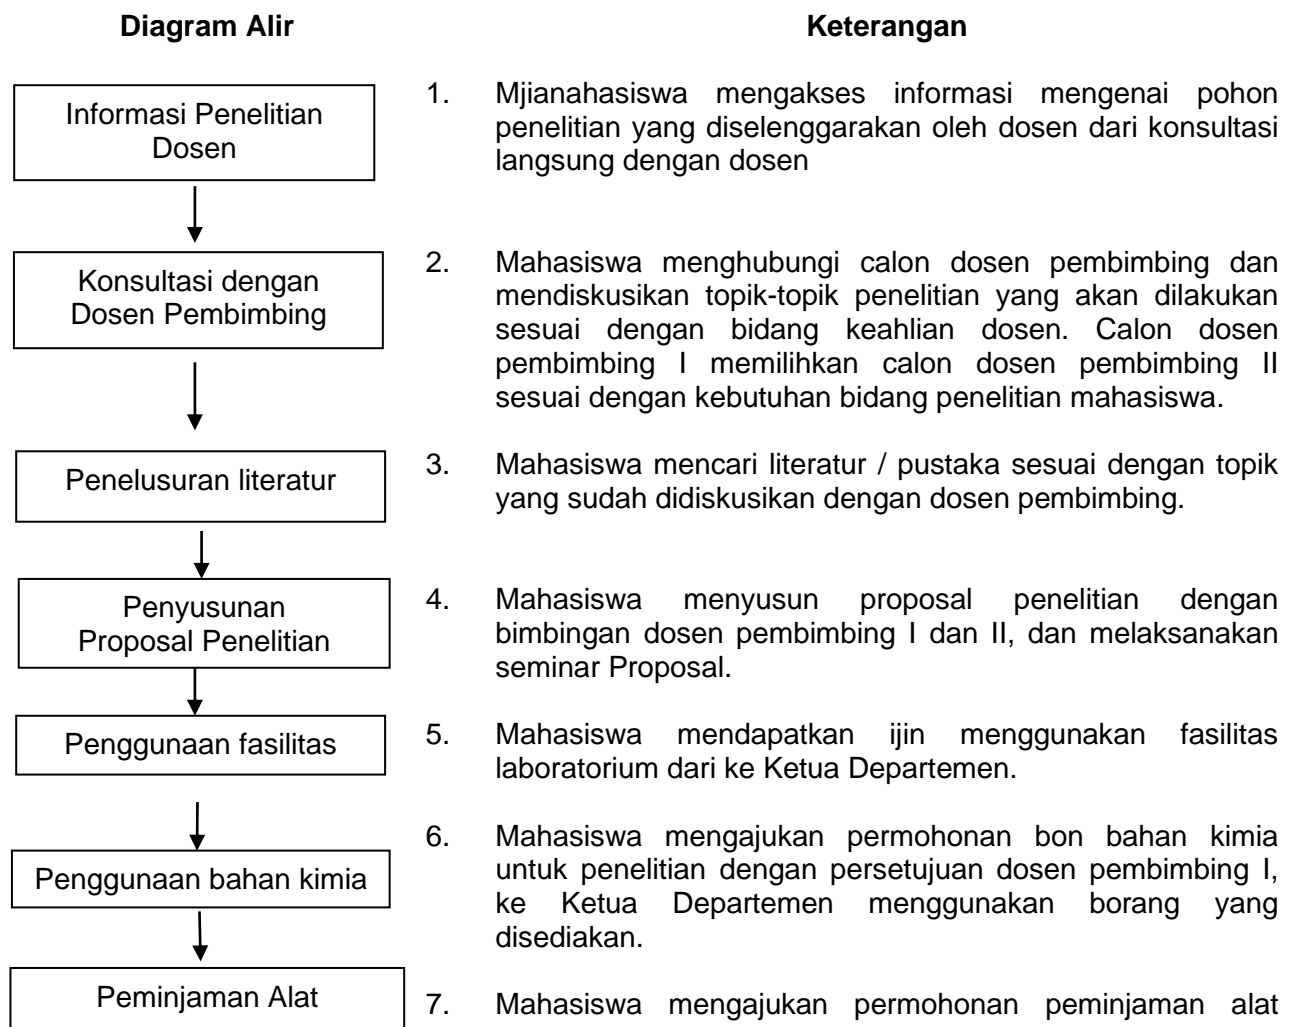 Diagram Alir
Keterangan
Informasi Penelitian
Dosen
1. Mjianahasiswa mengakses informasi mengenai pohon
penelitian yang diselenggarakan oleh dosen dari konsultasi
langsung dengan dosen
Konsultasi dengan
Dosen Pembimbing
2. Mahasiswa menghubungi calon dosen pembimbing dan
mendiskusikan topik-topik penelitian yang akan dilakukan
sesuai dengan bidang keahlian dosen. Calon dosen
pembimbing I memilihkan calon dosen pembimbing II
sesuai dengan kebutuhan bidang penelitian mahasiswa.
Penelusuran literatur
3. Mahasiswa mencari literatur / pustaka sesuai dengan topik
yang sudah didiskusikan dengan dosen pembimbing.
Penyusunan
Proposal Penelitian
4. Mahasiswa menyusun proposal penelitian dengan
bimbingan dosen pembimbing I dan II, dan melaksanakan
seminar Proposal.
Penggunaan fasilitas
5. Mahasiswa mendapatkan ijin menggunakan fasilitas
laboratorium dari ke Ketua Departemen.
Penggunaan bahan kimia
6. Mahasiswa mengajukan permohonan bon bahan kimia
untuk penelitian dengan persetujuan dosen pembimbing I,
ke Ketua Departemen menggunakan borang yang
disediakan.
Peminjaman Alat
7. Mahasiswa mengajukan permohonan peminjaman alat